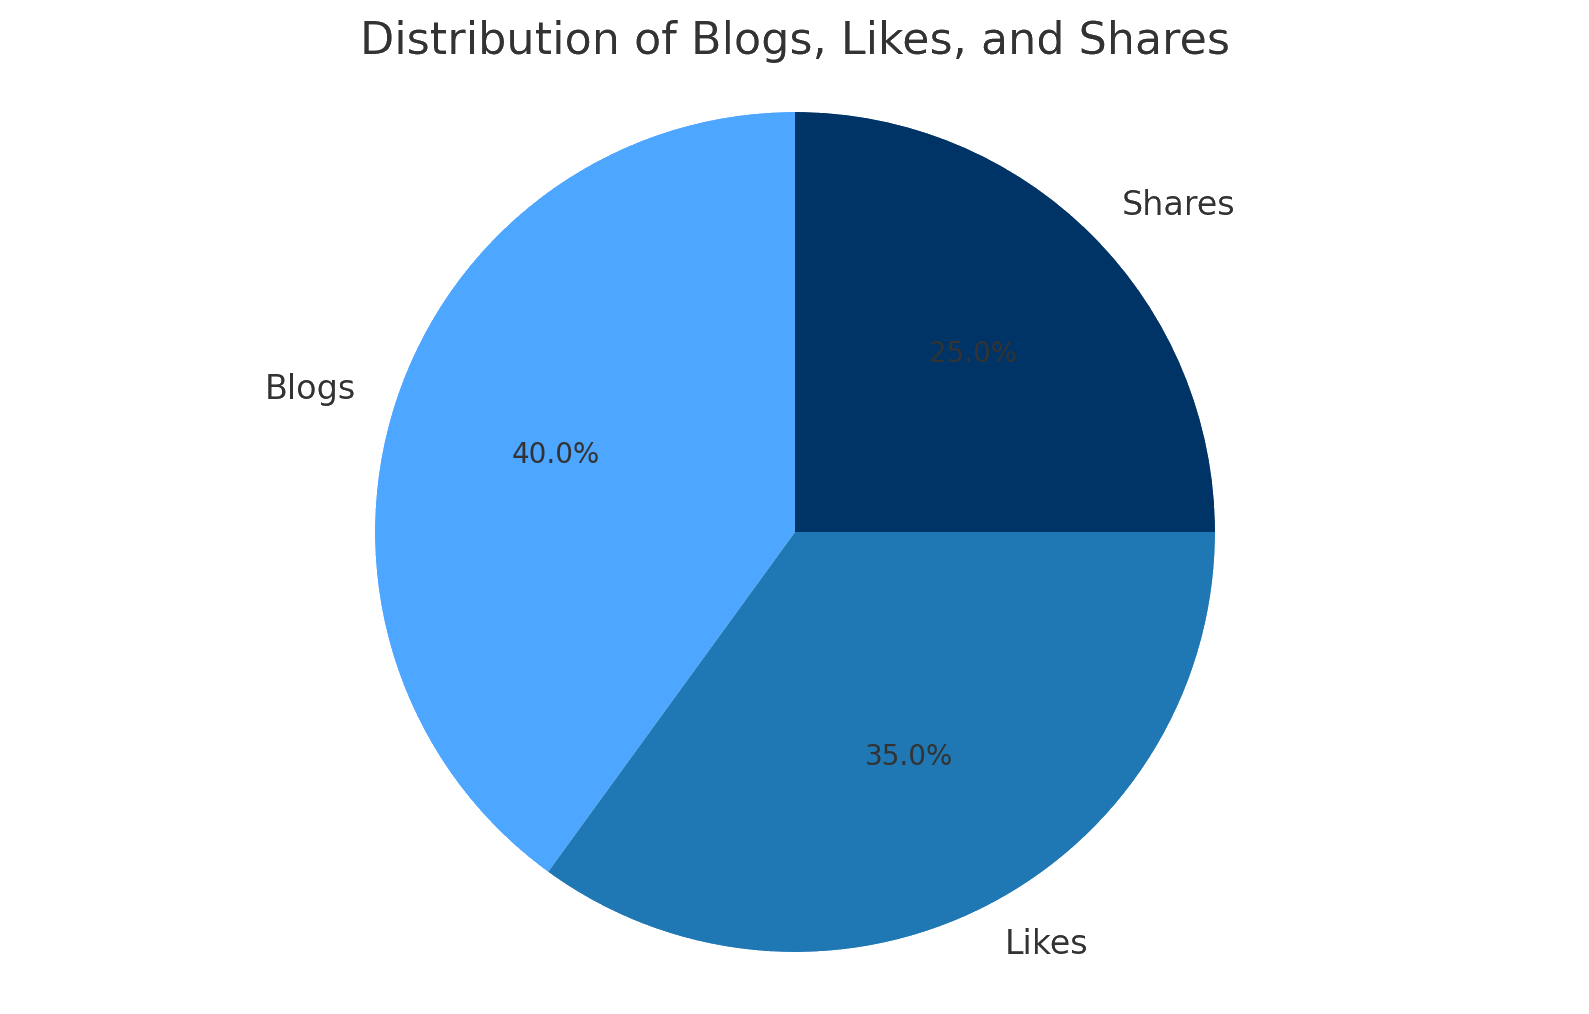 Distribution of Blogs, Likes, and Shares
Shares
25.0%
Blogs
40.0%
35.0%
Likes